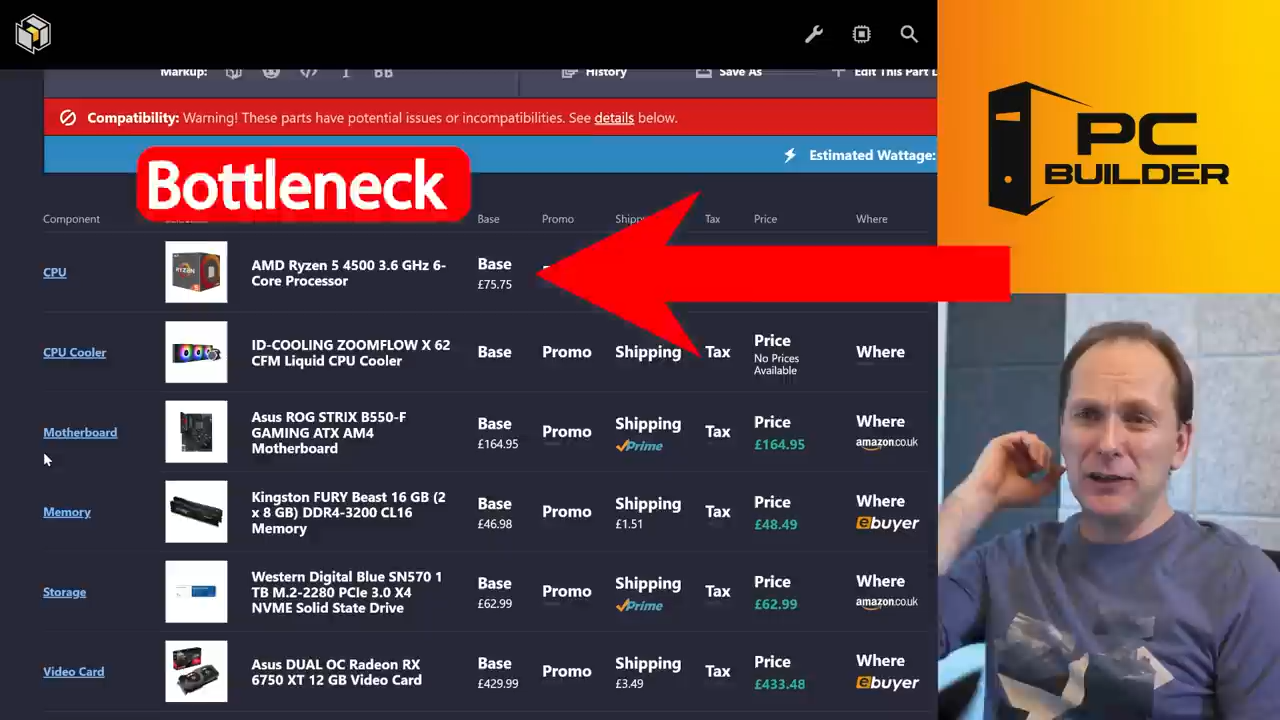 Markup:
BB
History
Save As
Edit This Part
Compatibility: Warning! These parts have potential issues or incompatibilities. See details below.
Estimated Wattage:
Bottleneck
PC
BUILDER
Component
Base
Promo
Shipping
Tax
Price
Where
CPU
RYZEN
AMD Ryzen 5 4500 3.6 GHz 6-
Core Processor
Base
£75.75
CPU Cooler
ID-COOLING ZOOMFLOW X 62
CFM Liquid CPU Cooler
Base
Promo
Shipping
Tax
Price
No Prices
Available
Where
Motherboard
Asus ROG STRIX B550-F
GAMING ATX AM4
Motherboard
Base
£164.95
Promo
Shipping
Prime
Tax
Price
£164.95
Where
amazon.co.uk
Memory
Kingston FURY Beast 16 GB (2
x 8 GB) DDR4-3200 CL16
Memory
Base
£46.98
Promo
Shipping
£1.51
Tax
Price
£48.49
Where
ebuyer
Storage
Western Digital Blue SN570 1
TB M.2-2280 PCIe 3.0 X4
NVME Solid State Drive
Base
£62.99
Promo
Shipping
Prime
Tax
Price
£62.99
Where
amazon.co.uk
Video Card
Asus DUAL OC Radeon RX
6750 XT 12 GB Video Card
Base
£429.99
Promo
Shipping
£3.49
Tax
Price
£433.48
Where
ebuyer